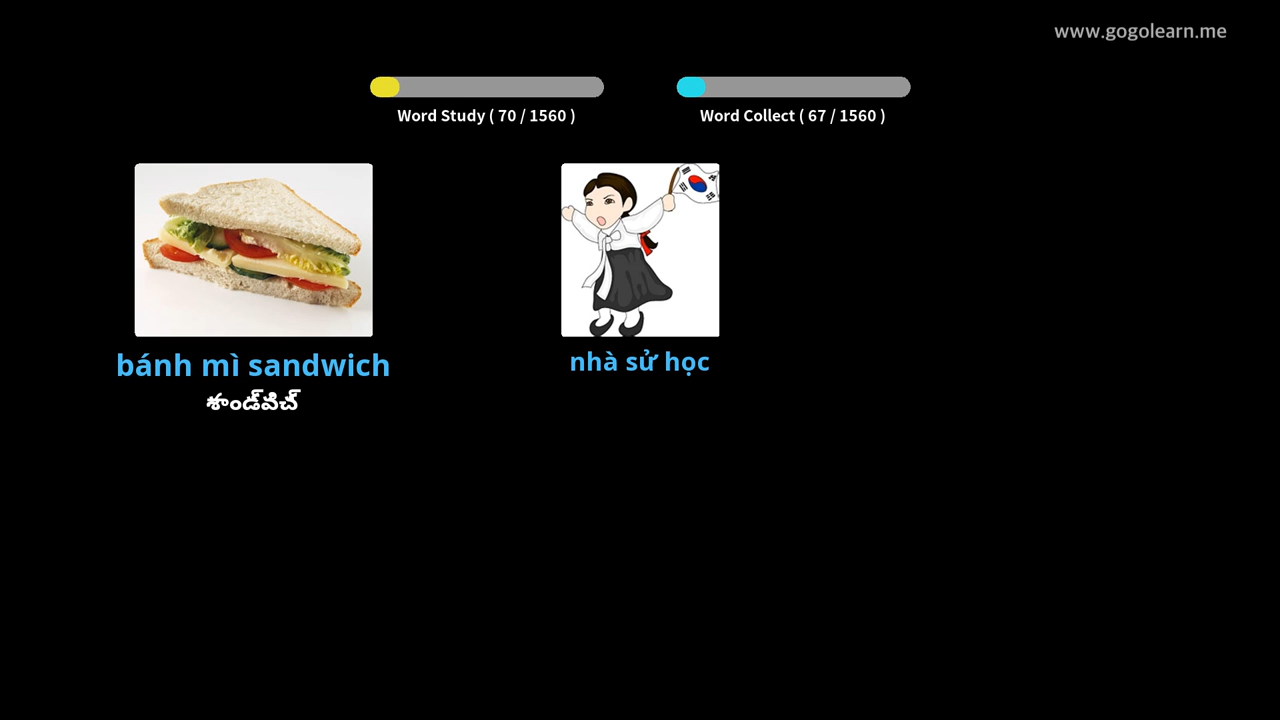 www.gogolearn.me
Word Study ( 70 / 1560 )
Word Collect ( 67 / 1560 )
bánh mì sandwich
శాండ్‌విచ్
nhà sử học